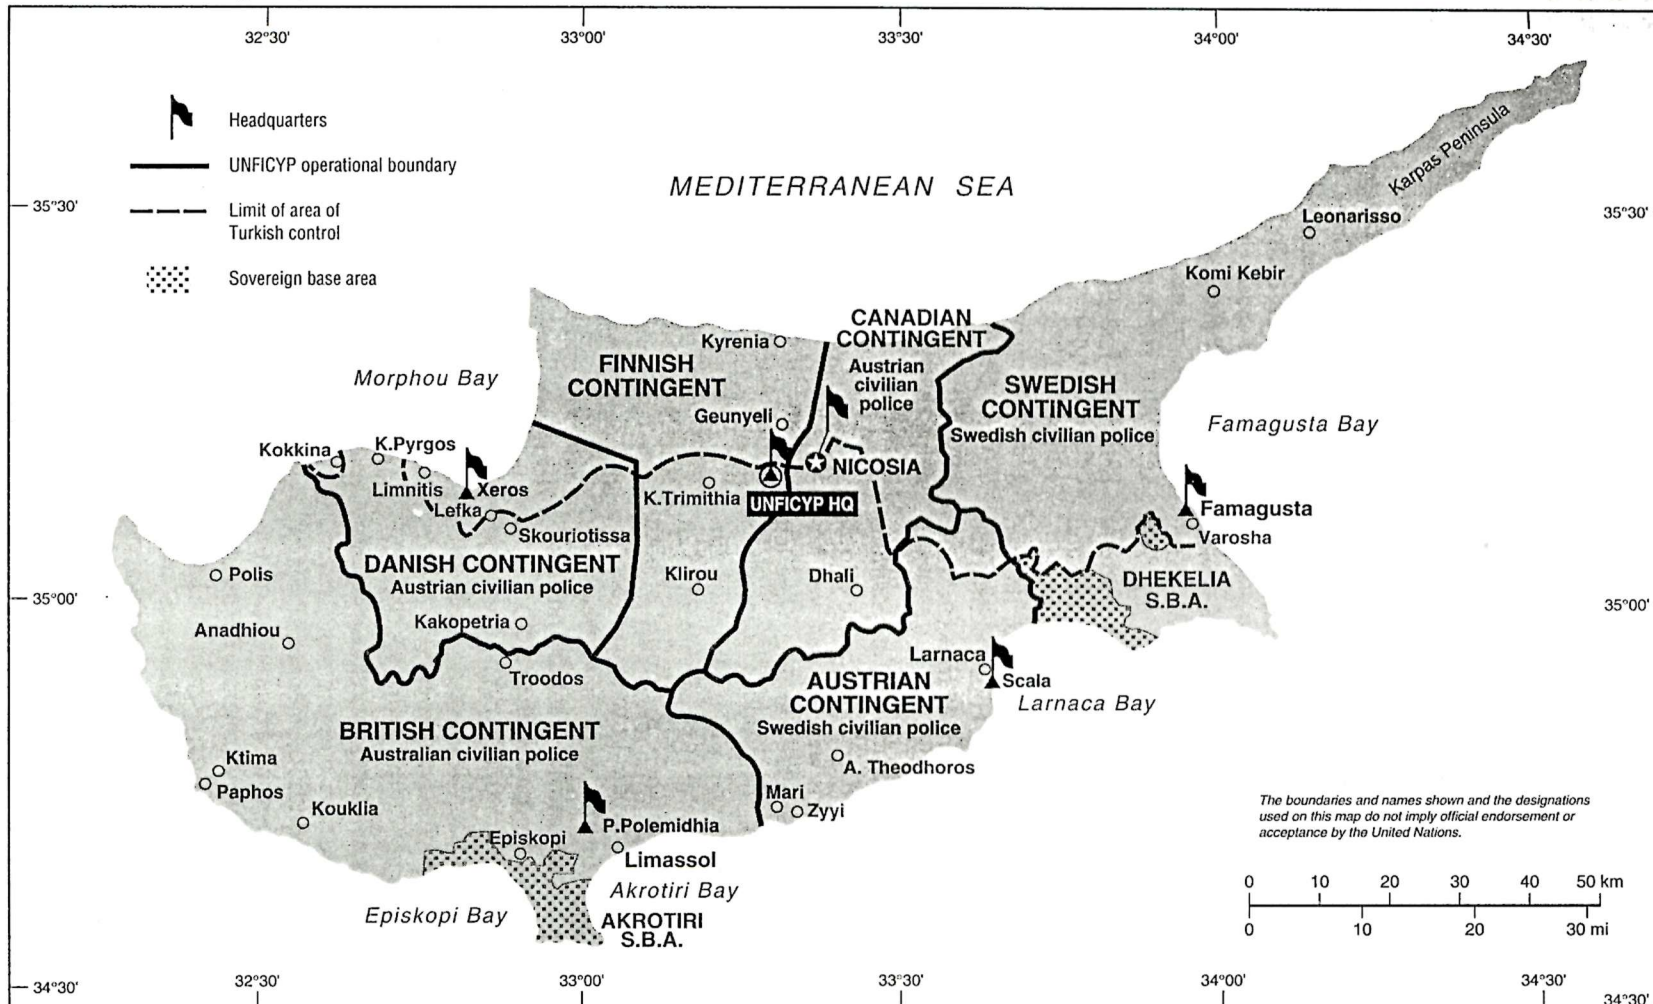 32°30'
33°00'
33°30'
34°00'
34°30'
Headquarters
UNFICYP operational boundary
Limit of area of
Turkish control
Sovereign base area
MEDITERRANEAN SEA
35°30'
35°30'
Karpas Peninsula
Leonarisso
Komi Kebir
CANADIAN
CONTINGENT
Austrian
civilian
police
Kyrenia
FINNISH
CONTINGENT
Morphou Bay
SWEDISH
CONTINGENT
Swedish civilian police
Famagusta Bay
Geunyeli
Kokkina
K.Pyrgos
Limnitis
Xeros
Lefka
Skouriotissa
K.Trimithia
NICOSIA
UNFICYP HQ
Famagusta
Varosha
DANISH CONTINGENT
Austrian civilian police
Polis
Klirou
Dhali
DHEKELIA
S.B.A.
35°00'
35°00'
Anadhiou
Kakopetria
Troodos
Larnaca
Scala
Larnaca Bay
AUSTRIAN
CONTINGENT
Swedish civilian police
BRITISH CONTINGENT
Australian civilian police
Ktima
Paphos
A. Theodhoros
Kouklia
Mari
Zyyi
P.Polemidhia
Episkopi
Limassol
Akrotiri Bay
Episkopi Bay
AKROTIRI
S.B.A.
The boundaries and names shown and the designations
used on this map do not imply official endorsement or
acceptance by the United Nations.
0 10 20 30 40 50 km
0 10 20 30 mi
34°30'
32°30'
33°00'
33°30'
34°00'
34°30'
34°30'